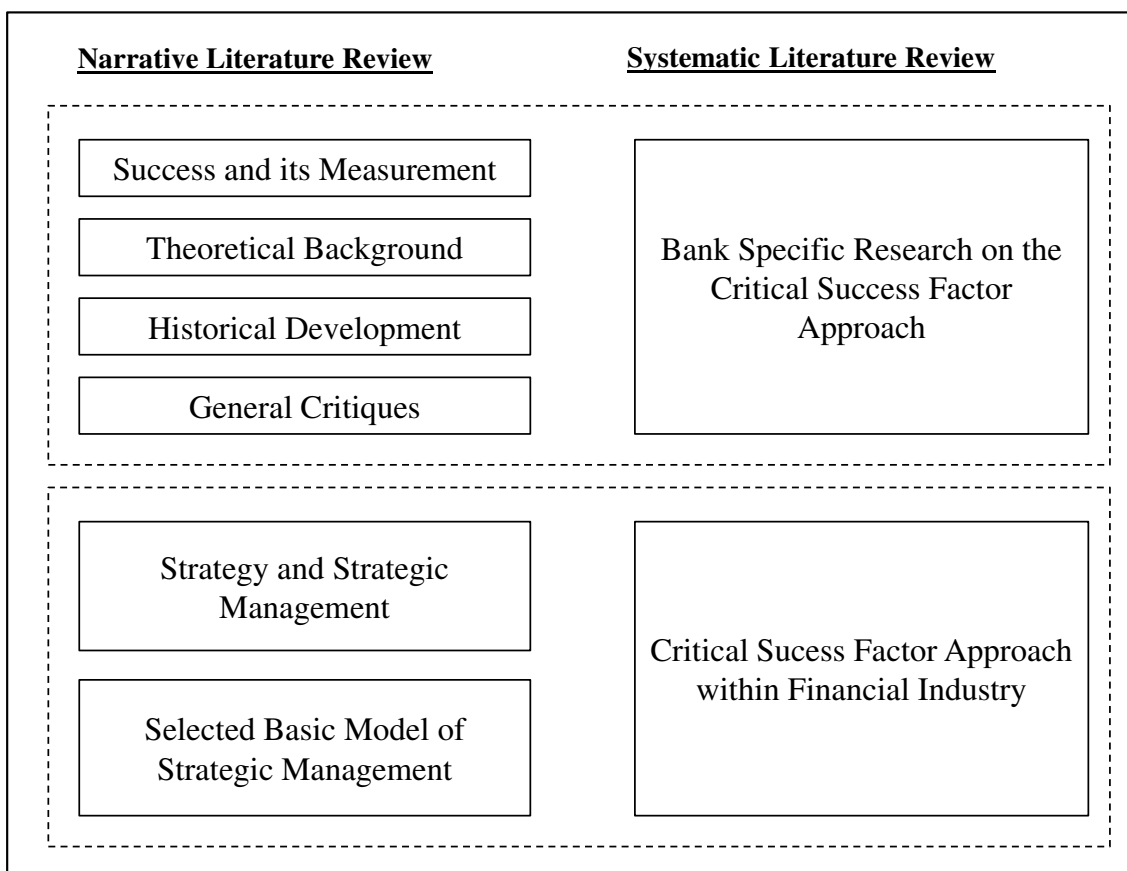 Narrative Literature Review
Systematic Literature Review
Success and its Measurement
Theoretical Background
Historical Development
General Critiques
Bank Specific Research on the
Critical Success Factor
Approach
Strategy and Strategic
Management
Selected Basic Model of
Strategic Management
Critical Sucess Factor Approach
within Financial Industry